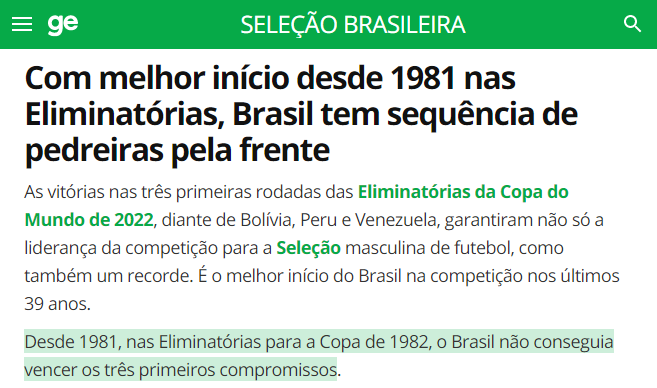 ge
SELEÇÃO BRASILEIRA
Com melhor início desde 1981 nas
Eliminatórias, Brasil tem sequência de
pedreiras pela frente
As vitórias nas três primeiras rodadas das Eliminatórias da Copa do
Mundo de 2022, diante de Bolívia, Peru e Venezuela, garantiram não só a
liderança da competição para a Seleção masculina de futebol, como
também um recorde. É o melhor início do Brasil na competição nos últimos
39 anos.
Desde 1981, nas Eliminatórias para a Copa de 1982, o Brasil não conseguia
vencer os três primeiros compromissos.